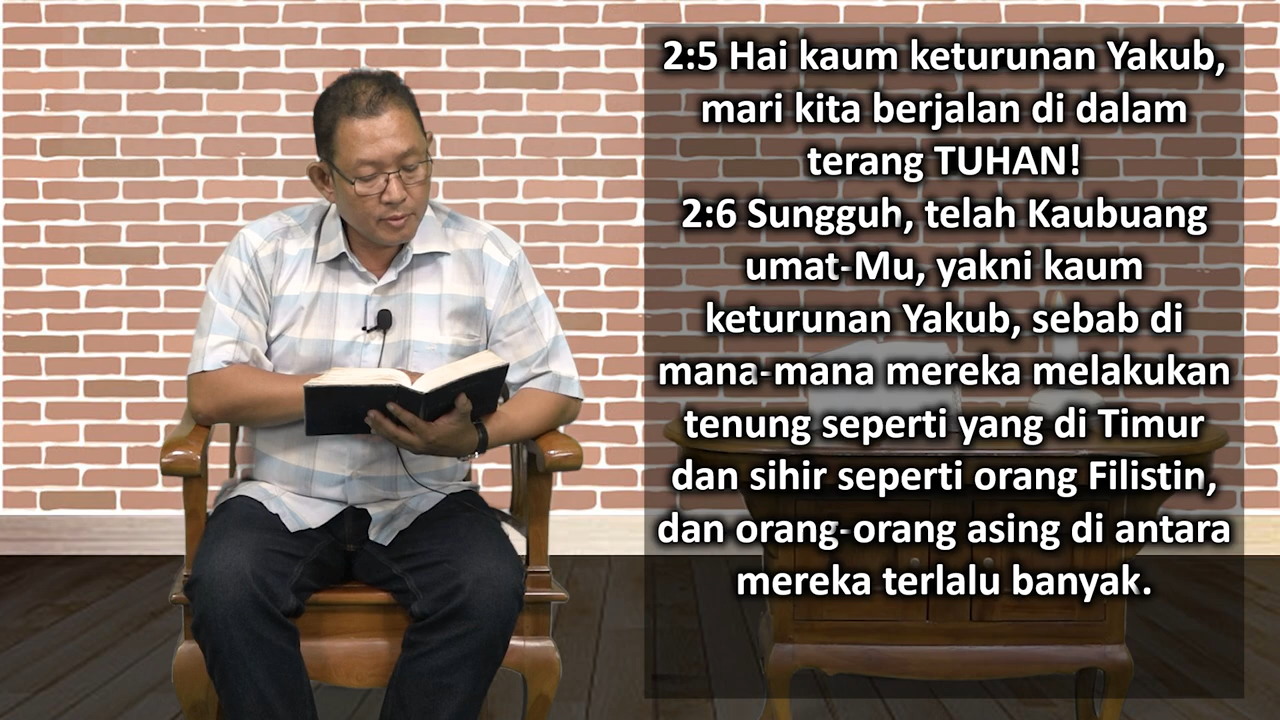 2:5 Hai kaum keturunan Yakub,
mari kita berjalan di dalam
terang TUHAN!
2:6 Sungguh, telah Kaubuang
umat-Mu, yakni kaum
keturunan Yakub, sebab di
mana-mana mereka melakukan
tenung seperti yang di Timur
dan sihir seperti orang Filistin,
dan orang-orang asing di antara
mereka terlalu banyak.